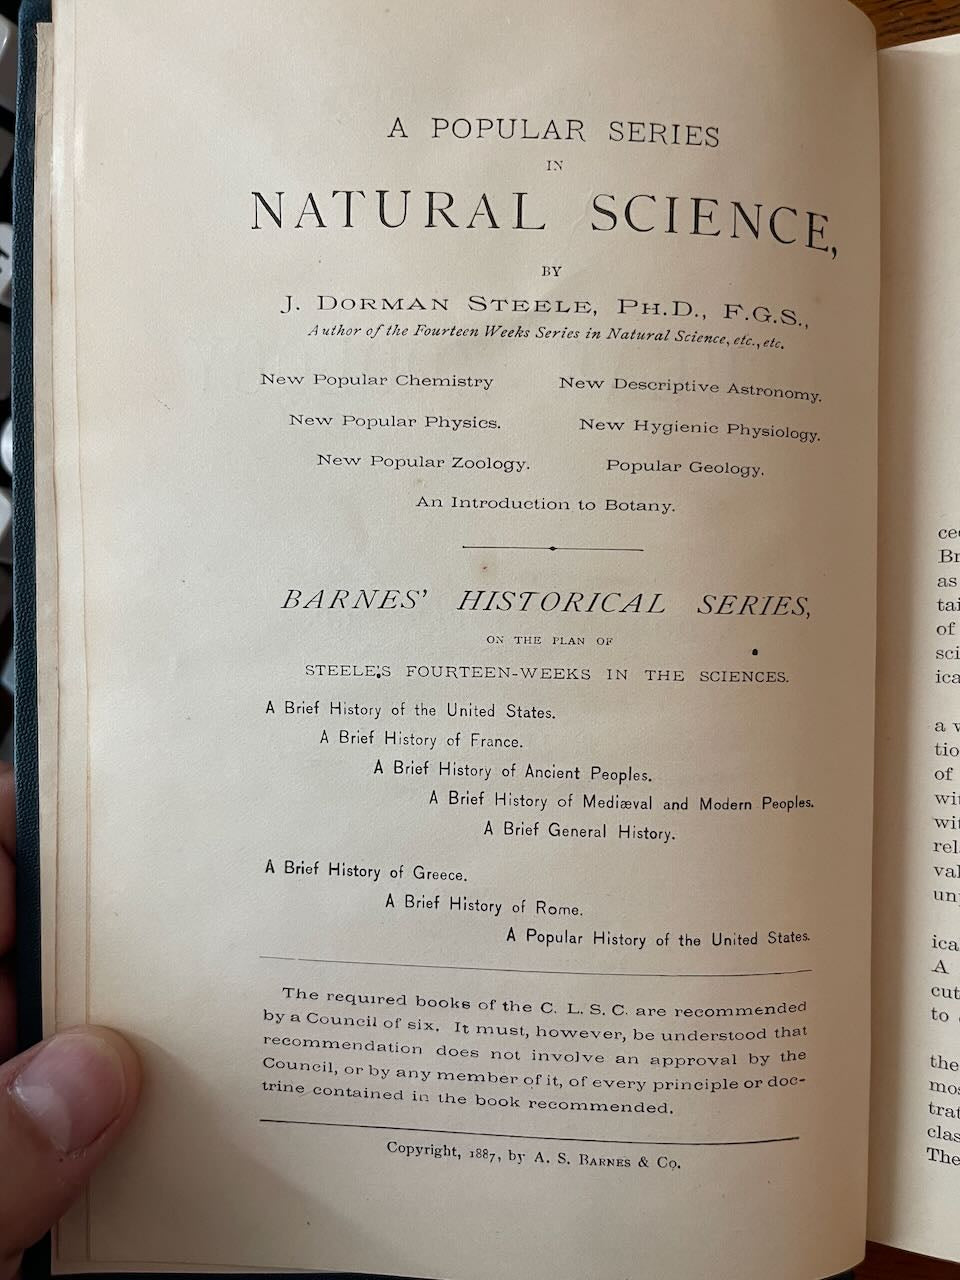 A POPULAR SERIES
IN
NATURAL SCIENCE,
BY
J. DORMAN STEELE, PH.D., F.G.S.,
Author of the Fourteen Weeks Series in Natural Science, etc., etc.
New Popular Chemistry New Descriptive Astronomy.
New Popular Physics. New Hygienic Physiology.
New Popular Zoology. Popular Geology.
An Introduction to Botany.
BARNES' HISTORICAL SERIES,
ON THE PLAN OF
STEELE'S FOURTEEN-WEEKS IN THE SCIENCES.
A Brief History of the United States.
A Brief History of France.
A Brief History of Ancient Peoples.
A Brief History of Mediæval and Modern Peoples.
A Brief General History.
A Brief History of Greece.
A Brief History of Rome.
A Popular History of the United States.
The required books of the C. L. S. C. are recommended
by a Council of six. It must, however, be understood that
recommendation does not involve an approval by the
Council, or by any member of it, of every principle or doc-
trine contained in the book recommended.
Copyright, 1887, by A. S. BARNES & Co.
as
of
a
of
A
to
the
The